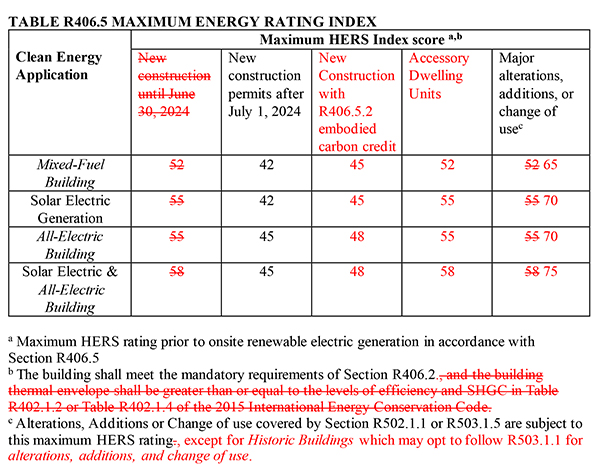 TABLE R406.5 MAXIMUM ENERGY RATING INDEX
Clean Energy Application
Maximum HERS Index score a,b
New construction until June 30, 2024
New construction permits after July 1, 2024
New Construction with R406.5.2 embodied carbon credit
Accessory Dwelling Units
Major alterations, additions, or change of use c
Mixed-Fuel Building 52 42 45 52 52 65
Solar Electric Generation 55 42 45 55 55 70
All-Electric Building 55 45 48 55 55 70
Solar Electric & All-Electric Building 58 45 48 58 58 75
a Maximum HERS rating prior to onsite renewable electric generation in accordance with
Section R406.5
b The building shall meet the mandatory requirements of Section R406.2., and the building
thermal envelope shall be greater than or equal to the levels of efficiency and SHGC in Table
R402.1.2 or Table R402.1.4 of the 2015 International Energy Conservation Code.
c Alterations, Additions or Change of use covered by Section R502.1.1 or R503.1.5 are subject to
this maximum HERS rating., except for Historic Buildings which may opt to follow R503.1.1 for
alterations, additions, and change of use.